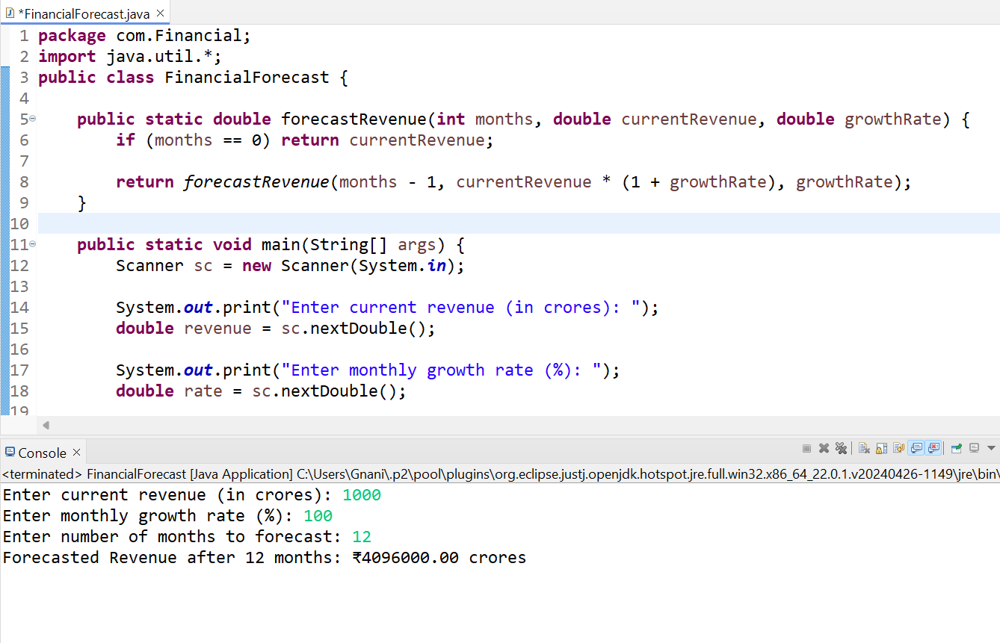 *FinancialForecast.java ×
1 package com.Financial;
2 import java.util.*;
3 public class FinancialForecast {
4
5 public static double forecastRevenue(int months, double currentRevenue, double growthRate) {
6 if (months == 0) return currentRevenue;
7
8 return forecastRevenue(months - 1, currentRevenue * (1 + growthRate), growthRate);
9 }
10
11 public static void main(String[] args) {
12 Scanner sc = new Scanner(System.in);
13
14 System.out.print("Enter current revenue (in crores): ");
15 double revenue = sc.nextDouble();
16
17 System.out.print("Enter monthly growth rate (%): ");
18 double rate = sc.nextDouble();
19
Console ×
<terminated> FinancialForecast [Java Application] C:\Users\Gnani\.p2\pool\plugins\org.eclipse.justj.openjdk.hotspot.jre.full.win32.x86_64_22.0.1.v20240426-1149\jre\bin\
Enter current revenue (in crores): 1000
Enter monthly growth rate (%): 100
Enter number of months to forecast: 12
Forecasted Revenue after 12 months: ₹4096000.00 crores